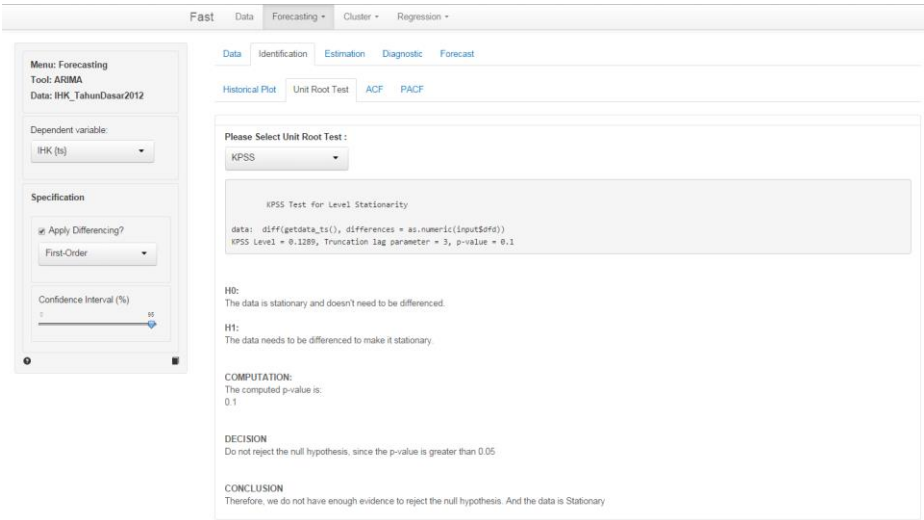 Fast Data Forecasting Cluster Regression
Menu: Forecasting
Tool: ARIMA
Data: IHK_TahunDasar2012
Dependent variable:
IHK (ts)
Specification
Apply Differencing?
First-Order
Confidence Interval (%)
95
Data Identification Estimation Diagnostic Forecast
Historical Plot Unit Root Test ACF PACF
Please Select Unit Root Test :
KPSS
KPSS Test for Level Stationarity
data: diff(getdata_ts(), differences = as.numeric(input$dfd))
KPSS Level = 0.1289, Truncation lag parameter = 3, p-value = 0.1
H0:
The data is stationary and doesn't need to be differenced.
H1:
The data needs to be differenced to make it stationary.
COMPUTATION:
The computed p-value is:
0.1
DECISION
Do not reject the null hypothesis, since the p-value is greater than 0.05
CONCLUSION
Therefore, we do not have enough evidence to reject the null hypothesis. And the data is Stationary